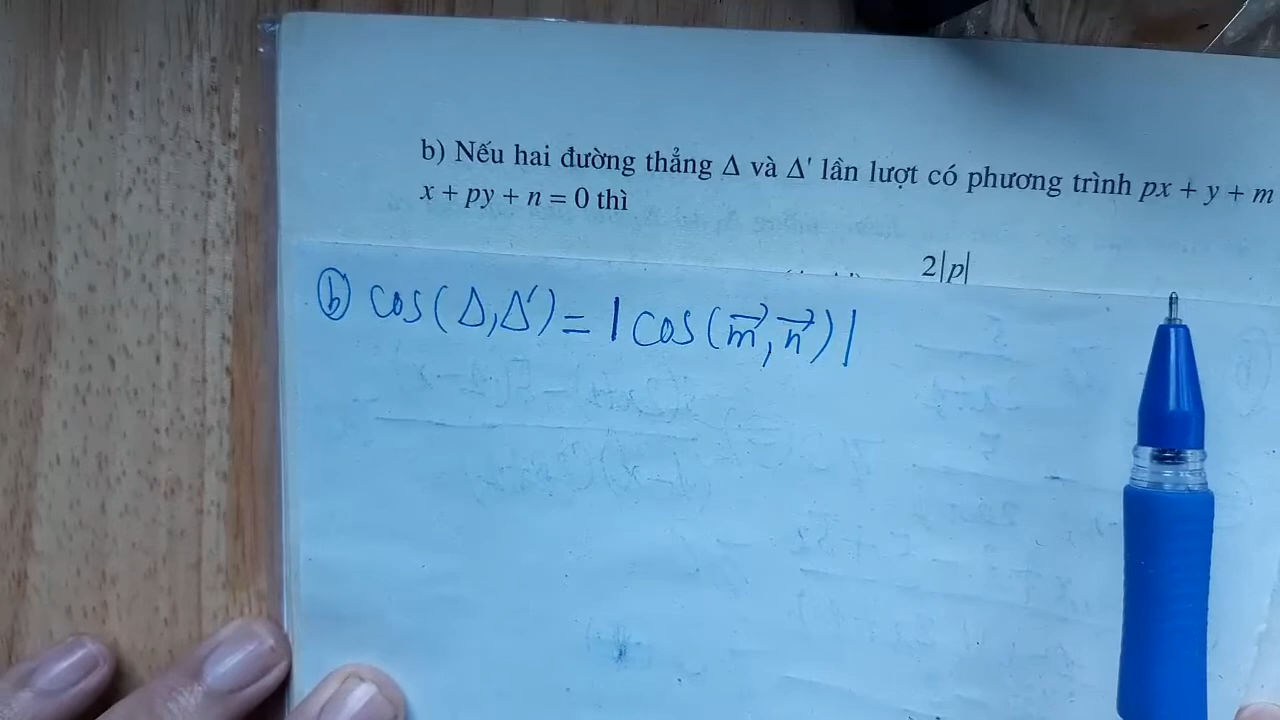 b) Nếu hai đường thẳng Δ và Δ' lần lượt có phương trình px + y + m
x + py + n = 0 thì
2|p|
b cos(Δ,Δ') = |cos(m⃗,n⃗)|